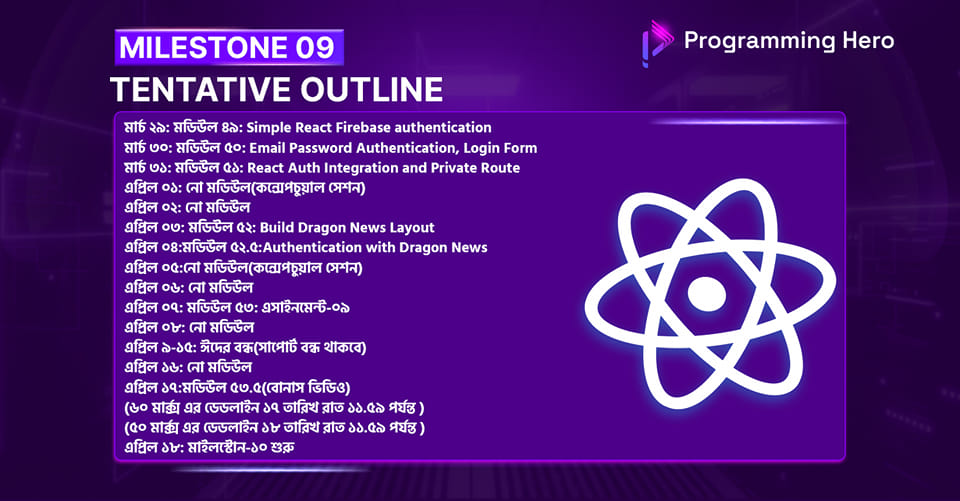 MILESTONE 09
Programming Hero
TENTATIVE OUTLINE
মার্চ ২৯: মডিউল ৪৯: Simple React Firebase authentication
মার্চ ৩০: মডিউল ৫০: Email Password Authentication, Login Form
মার্চ ৩১: মডিউল ৫১: React Auth Integration and Private Route
এপ্রিল ০১: নো মডিউল(কন্সেপচুয়াল সেশন)
এপ্রিল ০২: নো মডিউল
এপ্রিল ০৩: মডিউল ৫২: Build Dragon News Layout
এপ্রিল ০৪:মডিউল ৫২.৫:Authentication with Dragon News
এপ্রিল ০৫:নো মডিউল(কন্সেপচুয়াল সেশন)
এপ্রিল ০৬: নো মডিউল
এপ্রিল ০৭: মডিউল ৫৩: এসাইনমেন্ট-০৯
এপ্রিল ০৮: নো মডিউল
এপ্রিল ৯-১৫: ঈদের বন্ধ(সাপোর্ট বন্ধ থাকবে)
এপ্রিল ১৬: নো মডিউল
এপ্রিল ১৭:মডিউল ৫৩.৫(বোনাস ভিডিও)
(৬০ মার্ক্স এর ডেডলাইন ১৭ তারিখ রাত ১১.৫৯ পর্যন্ত )
(৫০ মার্ক্স এর ডেডলাইন ১৮ তারিখ রাত ১১.৫৯ পর্যন্ত )
এপ্রিল ১৮: মাইলস্টোন-১০ শুরু